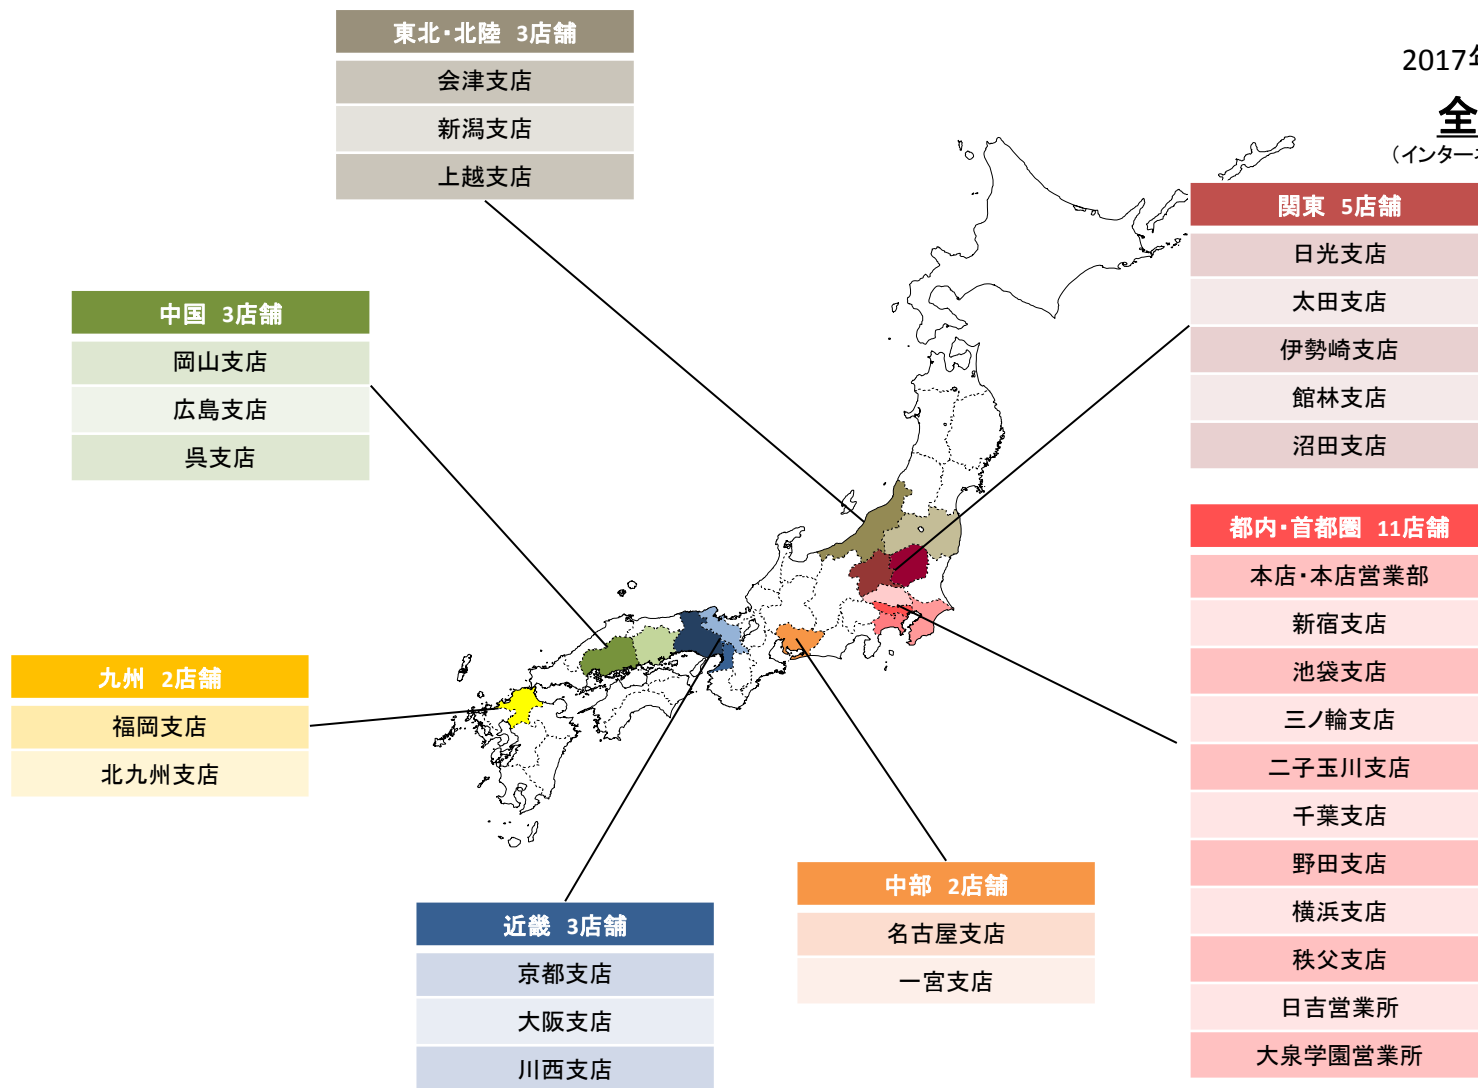 東北・北陸 3店舗
会津支店
新潟支店
上越支店
2017年
全
（インターネ
関東 5店舗
日光支店
太田支店
伊勢崎支店
館林支店
沼田支店
中国 3店舗
岡山支店
広島支店
呉支店
都内・首都圏 11店舗
本店・本店営業部
新宿支店
池袋支店
三ノ輪支店
二子玉川支店
千葉支店
野田支店
横浜支店
秩父支店
日吉営業所
大泉学園営業所
九州 2店舗
福岡支店
北九州支店
中部 2店舗
名古屋支店
一宮支店
近畿 3店舗
京都支店
大阪支店
川西支店